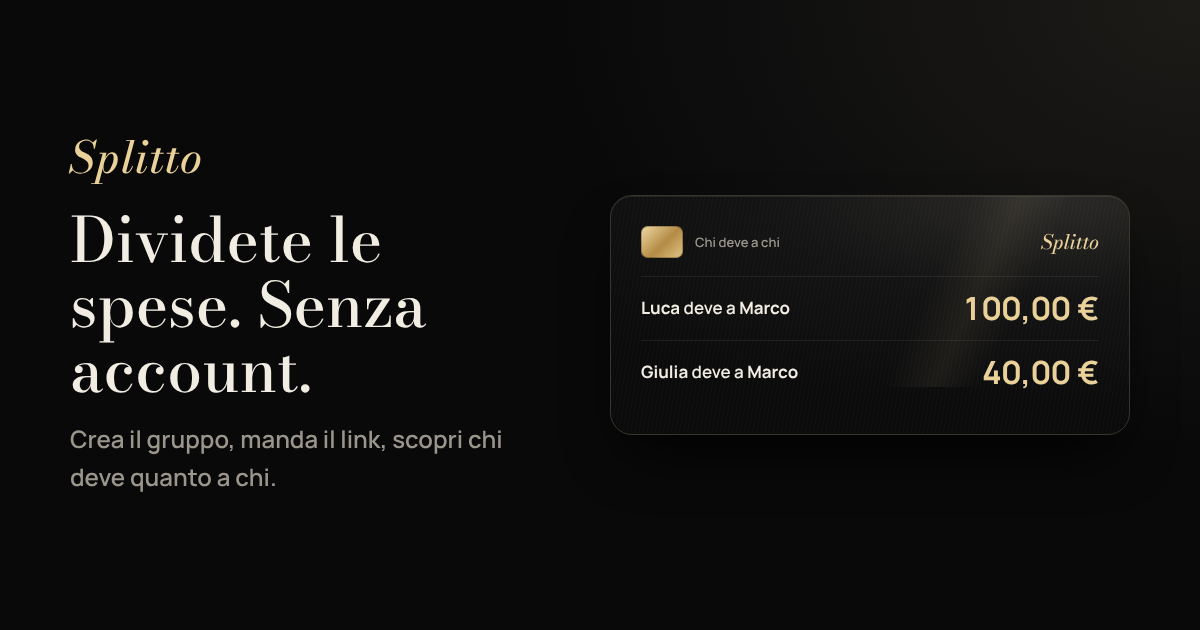 Splitto
Dividete le
spese. Senza
account.
Crea il gruppo, manda il link, scopri chi
deve quanto a chi.
Chi deve a chi
Splitto
Luca deve a Marco
100,00 €
Giulia deve a Marco
40,00 €